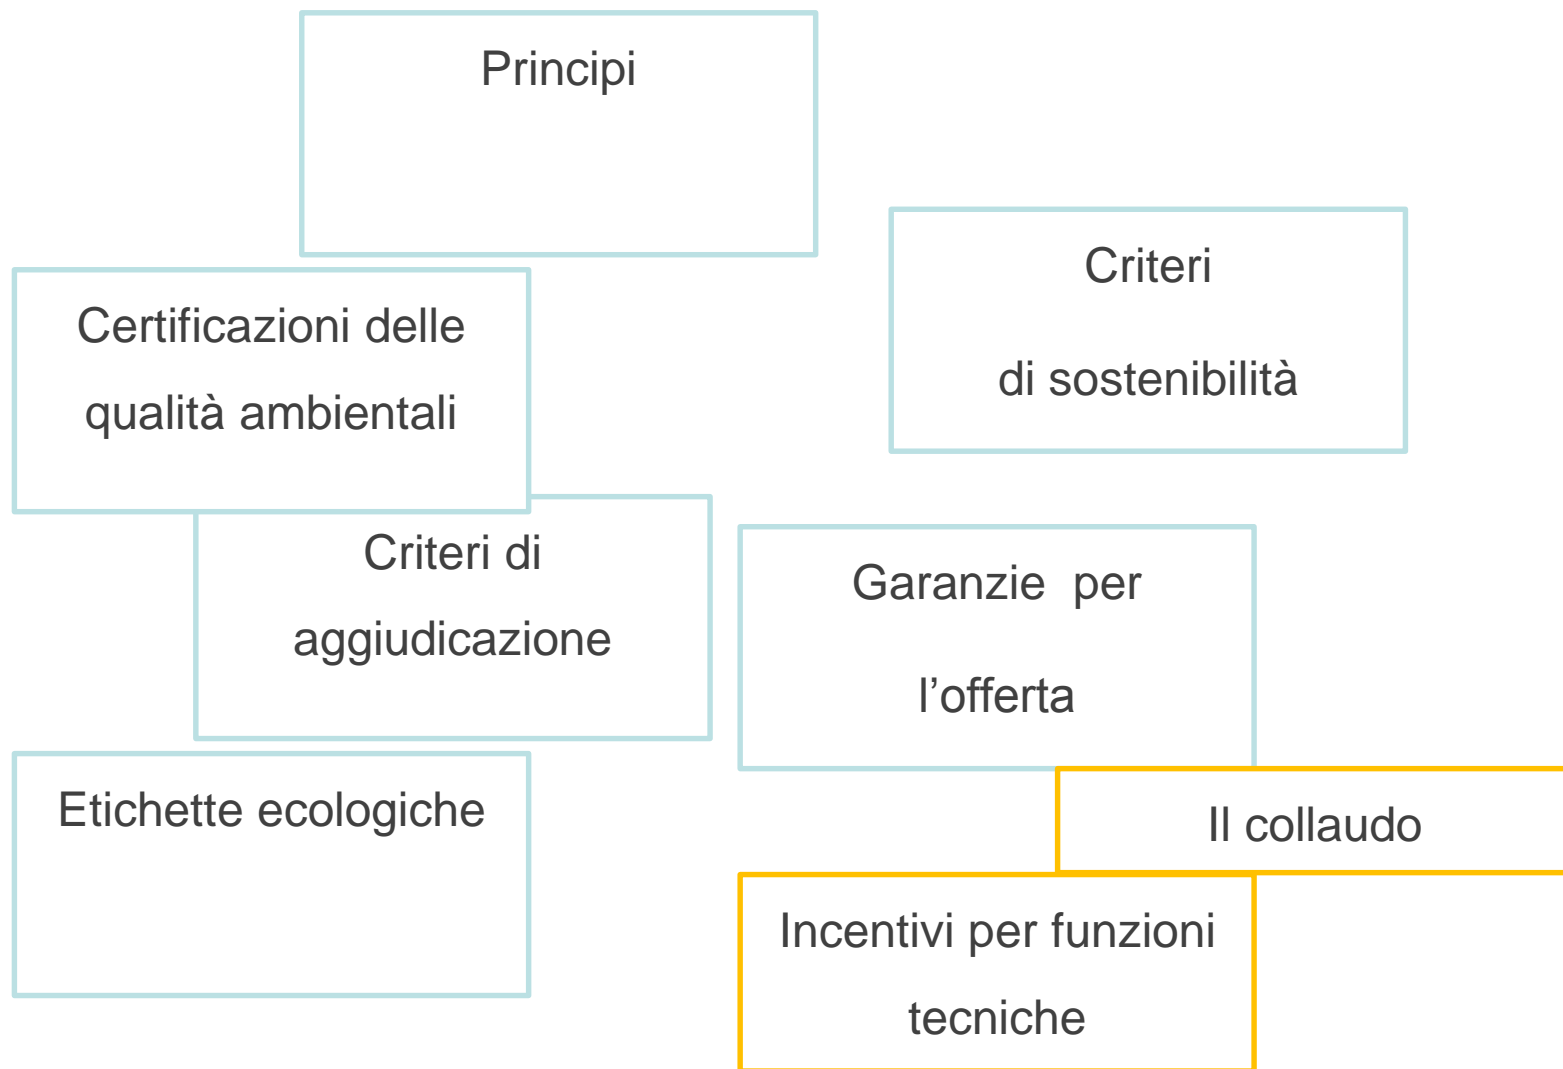 Principi
Criteri
di sostenibilità
Certificazioni delle
qualità ambientali
Criteri di
aggiudicazione
Garanzie  per
l’offerta
Etichette ecologiche
Il collaudo
Incentivi per funzioni
tecniche